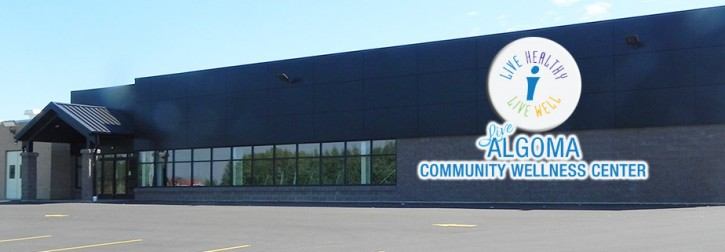 LIVE HEALTHY
LIVE WELL
Live
ALGOMA
COMMUNITY WELLNESS CENTER